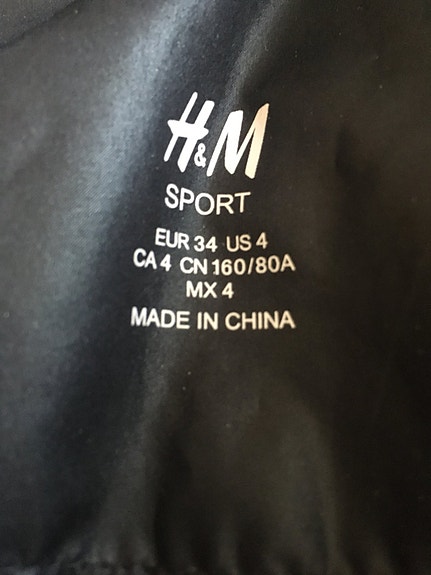 H&M
SPORT
EUR 34 US 4
CA 4 CN 160/80A
MX 4
MADE IN CHINA